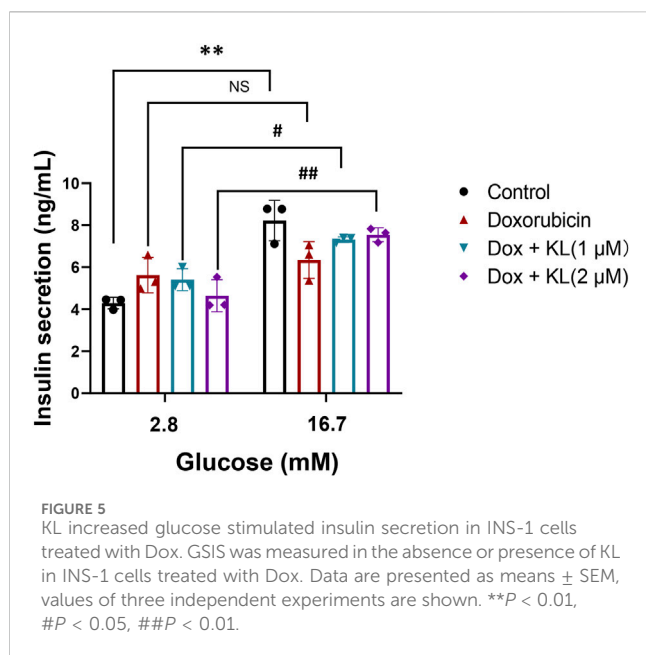 **
NS
#
##
Insulin secretion (ng/mL)
10
8
6
4
2
0
2.8
16.7
Glucose (mM)
Control
Doxorubicin
Dox + KL(1 μM）
Dox + KL(2 μM)
FIGURE 5
KL increased glucose stimulated insulin secretion in INS-1 cells
treated with Dox. GSIS was measured in the absence or presence of KL
in INS-1 cells treated with Dox. Data are presented as means ± SEM,
values of three independent experiments are shown. **P < 0.01,
#P < 0.05, ##P < 0.01.